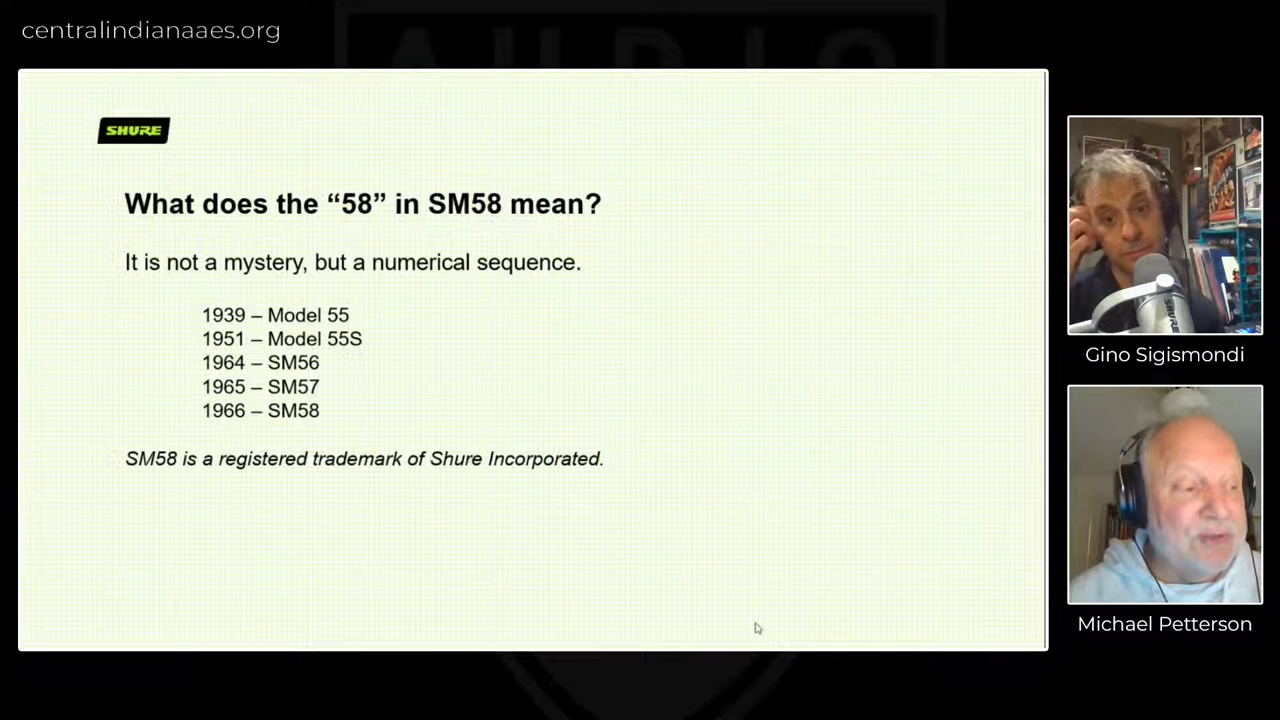 centralindianaaes.org
AUDIO
SHURE
What does the “58” in SM58 mean?
It is not a mystery, but a numerical sequence.
1939 – Model 55
1951 – Model 55S
1964 – SM56
1965 – SM57
1966 – SM58
SM58 is a registered trademark of Shure Incorporated.
SHURE
Gino Sigismondi
Michael Petterson